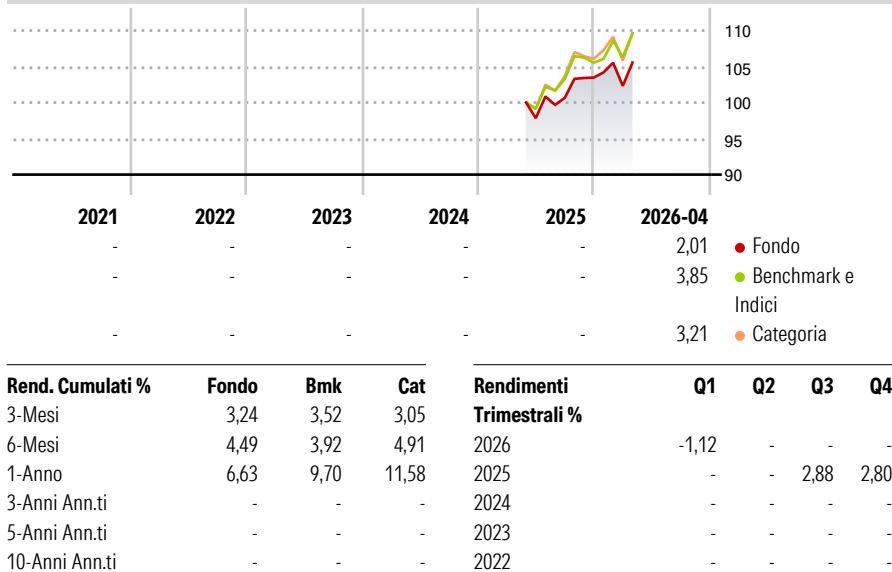 110
105
100
95
90
2021 2022 2023 2024 2025 2026-04
- - - - - 2,01 Fondo
- - - - - 3,85 Benchmark e
Indici
- - - - - 3,21 Categoria
Rend. Cumulati % Fondo Bmk Cat
3-Mesi 3,24 3,52 3,05
6-Mesi 4,49 3,92 4,91
1-Anno 6,63 9,70 11,58
3-Anni Ann.ti - - -
5-Anni Ann.ti - - -
10-Anni Ann.ti - - -
Rendimenti Q1 Q2 Q3 Q4
Trimestrali %
2026 -1,12 - - -
2025 - - 2,88 2,80
2024 - - - -
2023 - - - -
2022 - - - -